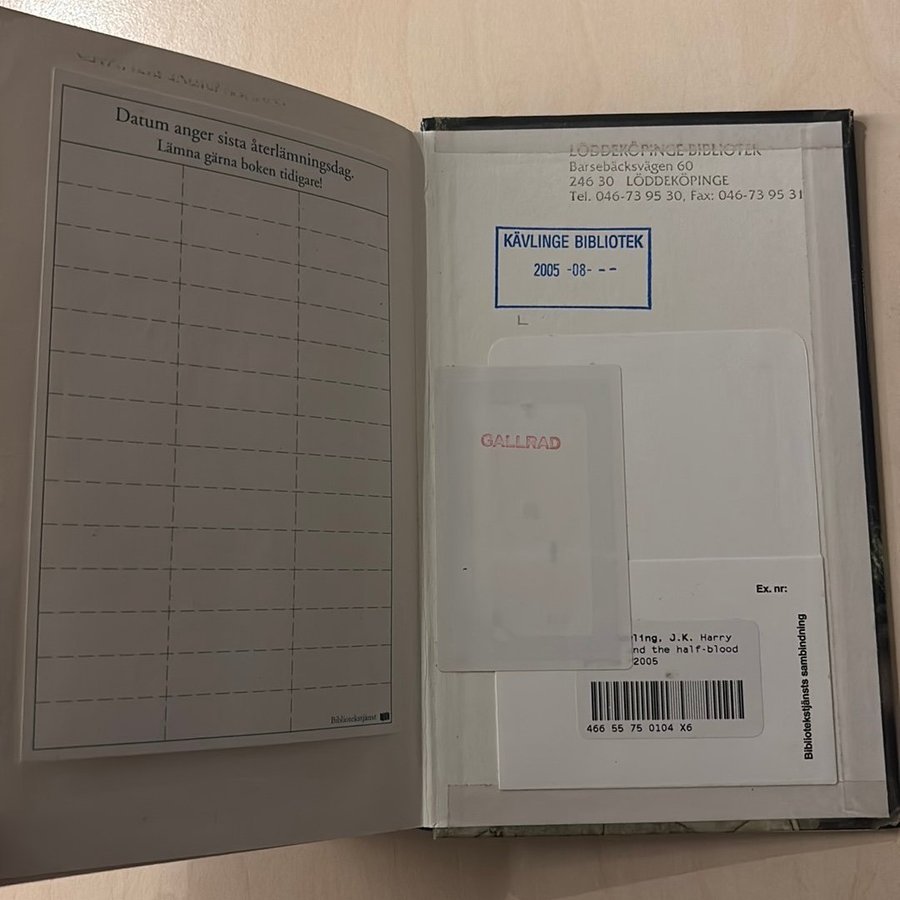 Datum anger sista återlämningsdag.
Lämna gärna boken tidigare!
Bibliotekstjänst
LÖDDEKÖPINGE BIBLIOTEK
Barsebäcksvägen 60
246 30 LÖDDEKÖPINGE
Tel. 046-73 95 30, Fax: 046-73 95 31
KÄVLINGE BIBLIOTEK
2005 -08- --
L
GALLRAD
Ex. nr:
ling, J.K. Harry
nd the half-blood
2005
466 55 75 0104 X6
Bibliotekstjänsts sambindning